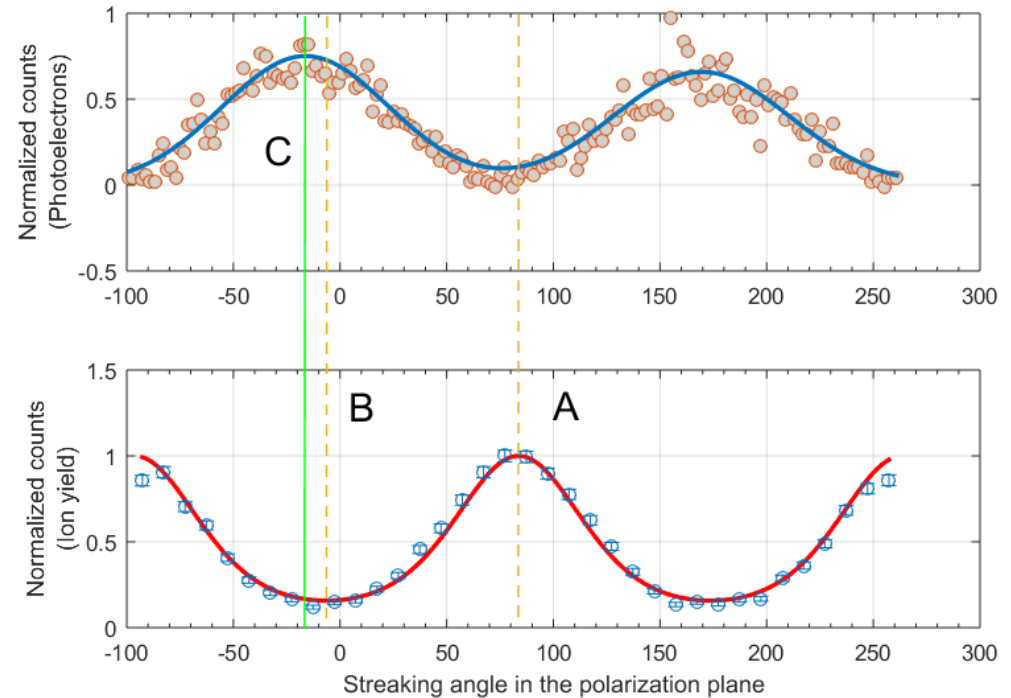 Normalized counts
(Photoelectrons)
1
0.5
0
-0.5
C
-100 -50 0 50 100 150 200 250 300
Normalized counts
(Ion yield)
1.5
1
0.5
0
B A
-100 -50 0 50 100 150 200 250 300
Streaking angle in the polarization plane